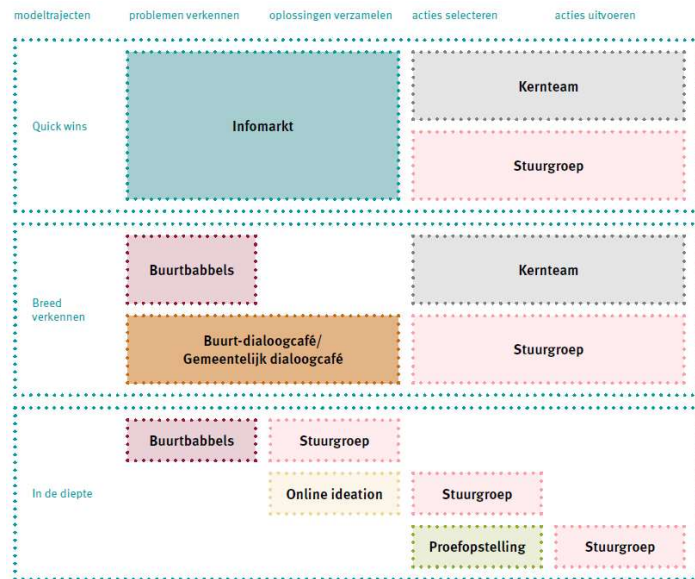 modeltrajecten problemen verkennen oplossingen verzamelen acties selecteren acties uitvoeren
Quick wins
Infomarkt
Kernteam
Stuurgroep
Breed
verkennen
Buurtbabbels
Kernteam
Buurt-dialoogcafé/
Gemeentelijk dialoogcafé
Stuurgroep
In de diepte
Buurtbabbels
Stuurgroep
Online ideation
Stuurgroep
Proefopstelling
Stuurgroep